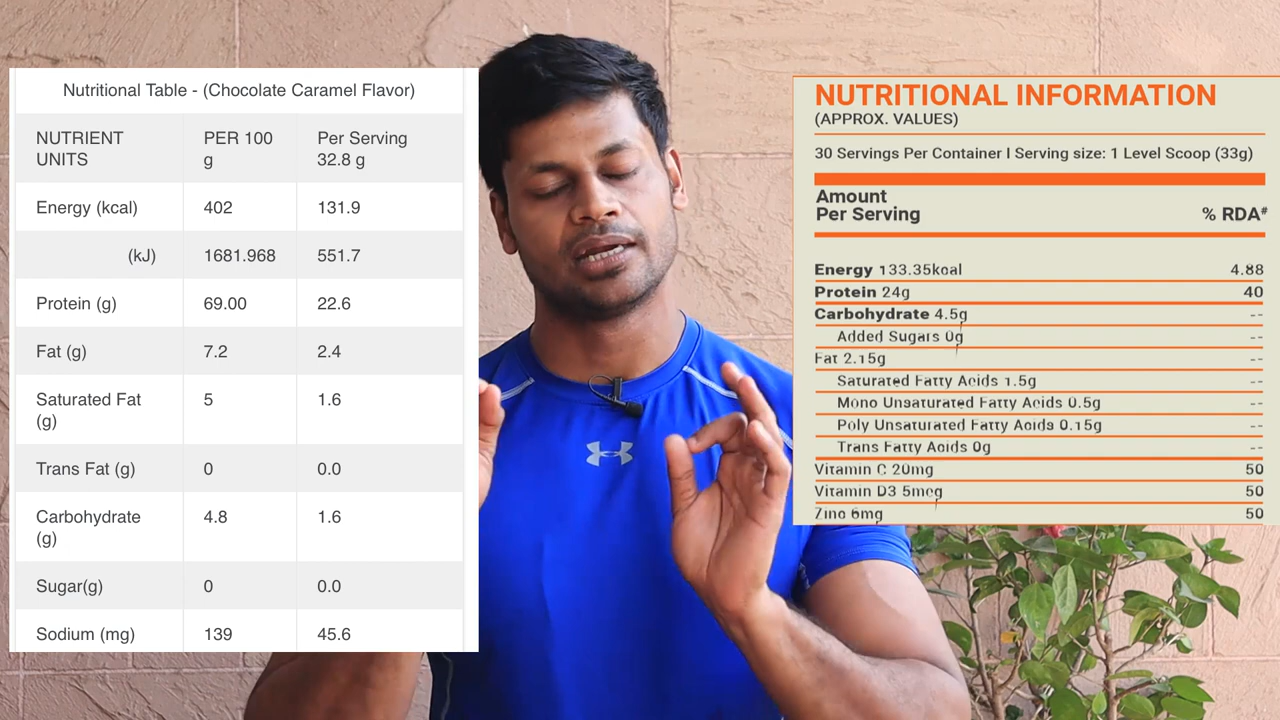 Nutritional Table - (Chocolate Caramel Flavor)
NUTRIENT UNITS PER 100 g Per Serving 32.8 g
Energy (kcal) 402 131.9
(kJ) 1681.968 551.7
Protein (g) 69.00 22.6
Fat (g) 7.2 2.4
Saturated Fat (g) 5 1.6
Trans Fat (g) 0 0.0
Carbohydrate (g) 4.8 1.6
Sugar(g) 0 0.0
Sodium (mg) 139 45.6
NUTRITIONAL INFORMATION
(APPROX. VALUES)
30 Servings Per Container I Serving size: 1 Level Scoop (33g)
Amount
Per Serving % RDA#
Energy 133.35kcal 4.88
Protein 24g 40
Carbohydrate 4.5g --
Added Sugars 0g --
Fat 2.15g --
Saturated Fatty Acids 1.5g --
Mono Unsaturated Fatty Acids 0.5g --
Poly Unsaturated Fatty Acids 0.15g --
Trans Fatty Acids 0g --
Vitamin C 20mg 50
Vitamin D3 5mcg 50
Zinc 6mg 50